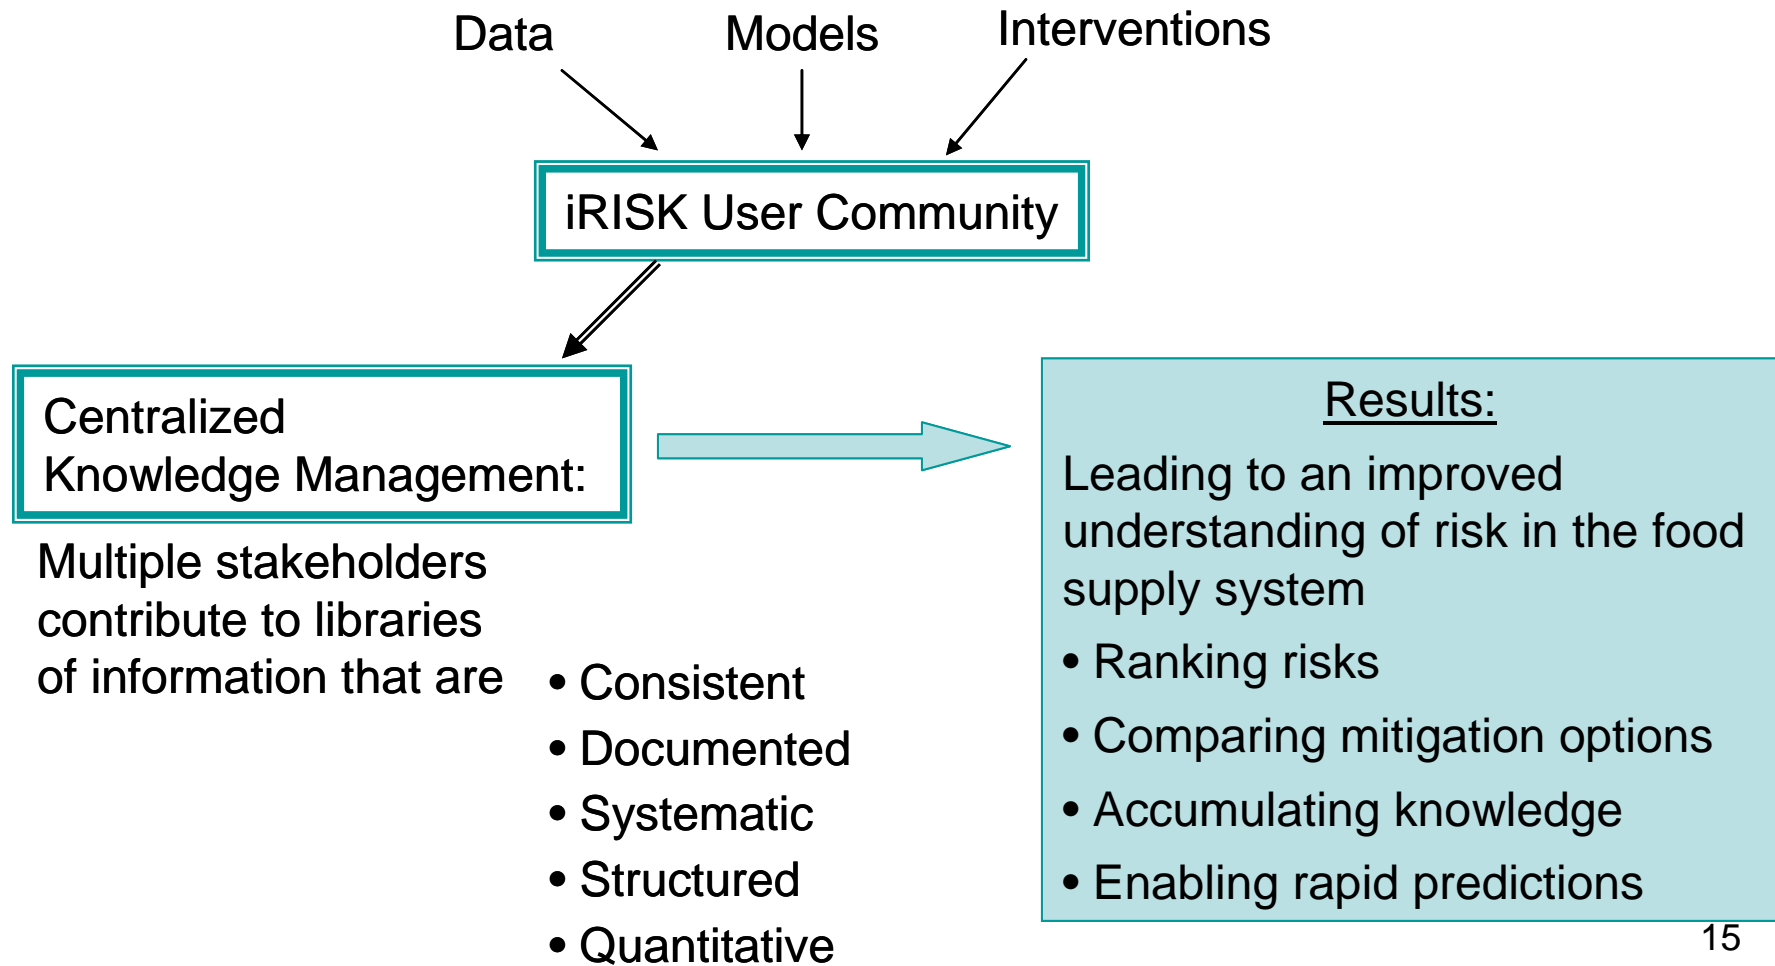 Data
Models
Interventions
iRISK User Community
Centralized
Knowledge Management:
Multiple stakeholders
contribute to libraries
of information that are
• Consistent
• Documented
• Systematic
• Structured
• Quantitative
Results:
Leading to an improved
understanding of risk in the food
supply system
• Ranking risks
• Comparing mitigation options
• Accumulating knowledge
• Enabling rapid predictions
15